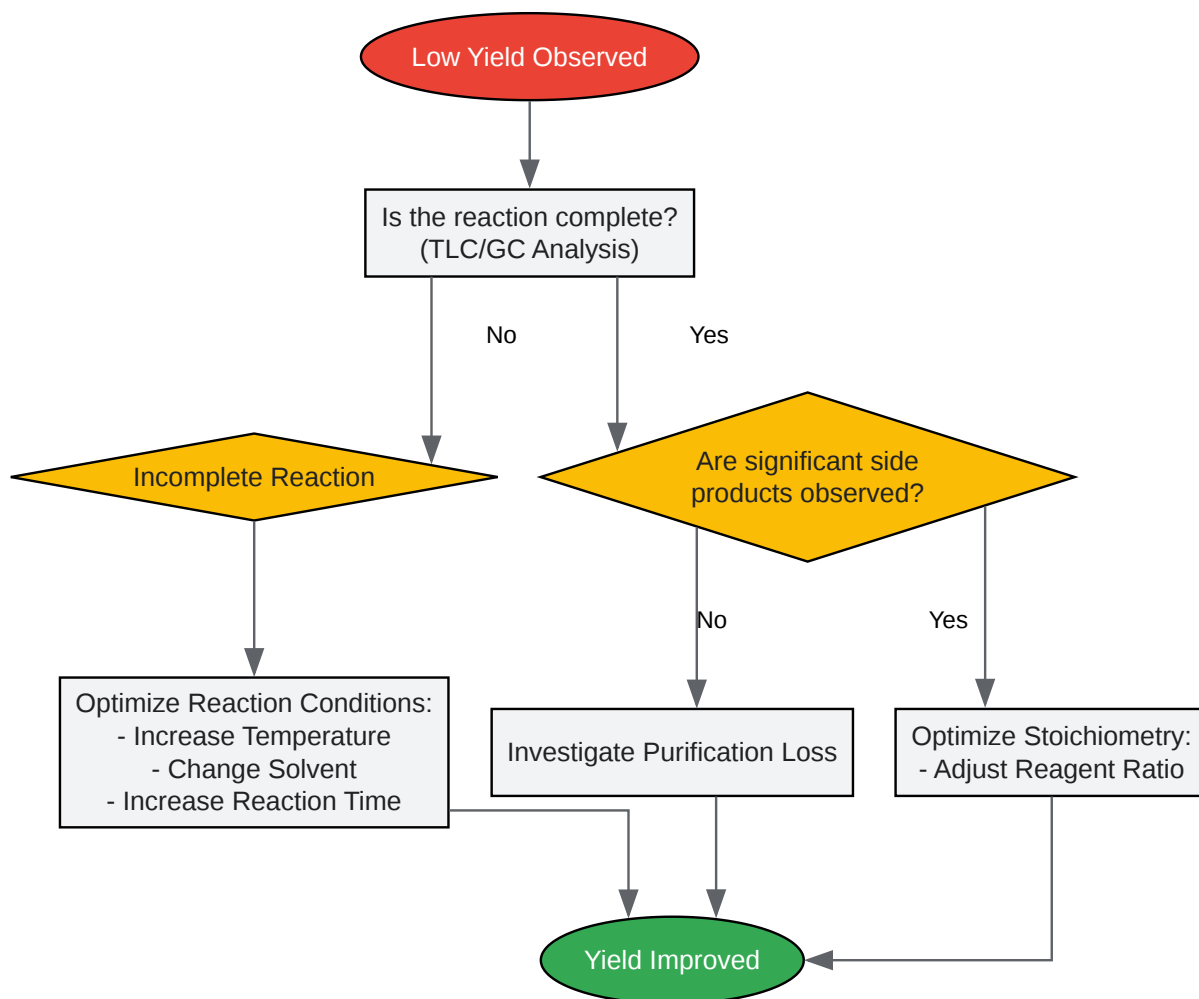 Low Yield Observed
Is the reaction complete?
(TLC/GC Analysis)
No
Yes
Incomplete Reaction
Are significant side
products observed?
No
Yes
Optimize Reaction Conditions:
- Increase Temperature
- Change Solvent
- Increase Reaction Time
Investigate Purification Loss
Optimize Stoichiometry:
- Adjust Reagent Ratio
Yield Improved